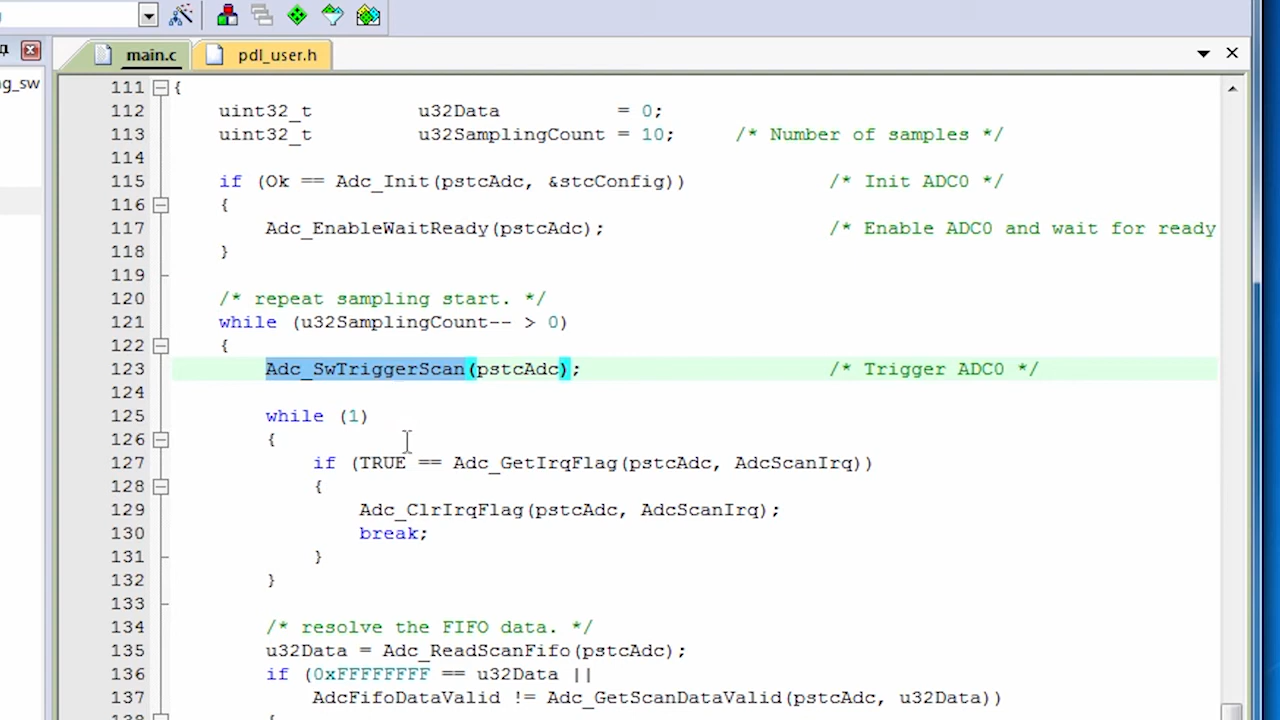 main.c pdl_user.h
ng_sw
111 {
112 uint32_t u32Data = 0;
113 uint32_t u32SamplingCount = 10; /* Number of samples */
114
115 if (Ok == Adc_Init(pstcAdc, &stcConfig)) /* Init ADC0 */
116 {
117 Adc_EnableWaitReady(pstcAdc); /* Enable ADC0 and wait for ready
118 }
119
120 /* repeat sampling start. */
121 while (u32SamplingCount-- > 0)
122 {
123 Adc_SwTriggerScan(pstcAdc); /* Trigger ADC0 */
124
125 while (1)
126 {
127 if (TRUE == Adc_GetIrqFlag(pstcAdc, AdcScanIrq))
128 {
129 Adc_ClrIrqFlag(pstcAdc, AdcScanIrq);
130 break;
131 }
132 }
133
134 /* resolve the FIFO data. */
135 u32Data = Adc_ReadScanFifo(pstcAdc);
136 if (0xFFFFFFFF == u32Data ||
137 AdcFifoDataValid != Adc_GetScanDataValid(pstcAdc, u32Data))
138 {